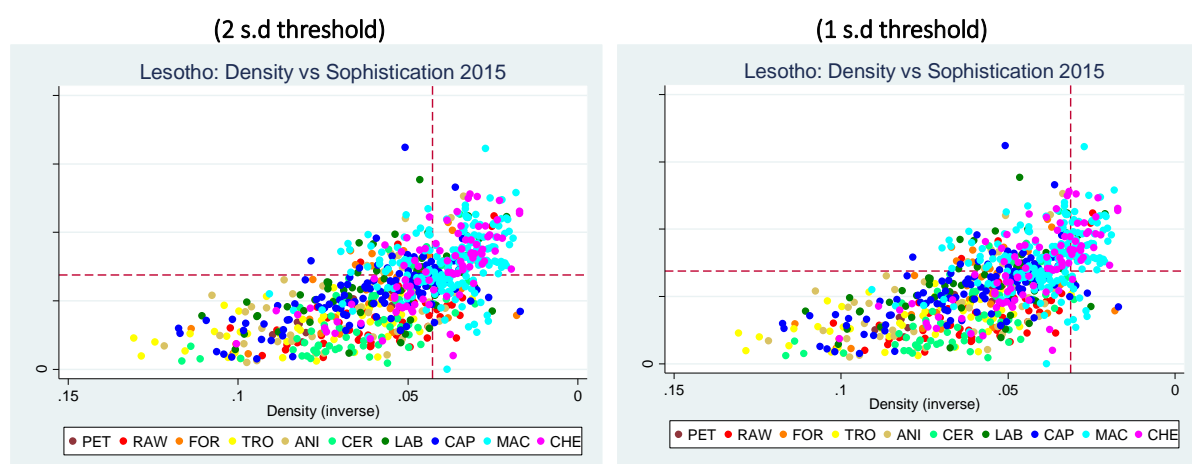 (2 s.d threshold)
Lesotho: Density vs Sophistication 2015
0
.15 .1 .05 0
Density (inverse)
PET RAW FOR TRO ANI CER LAB CAP MAC CHE
(1 s.d threshold)
Lesotho: Density vs Sophistication 2015
0
.15 .1 .05 0
Density (inverse)
PET RAW FOR TRO ANI CER LAB CAP MAC CHE